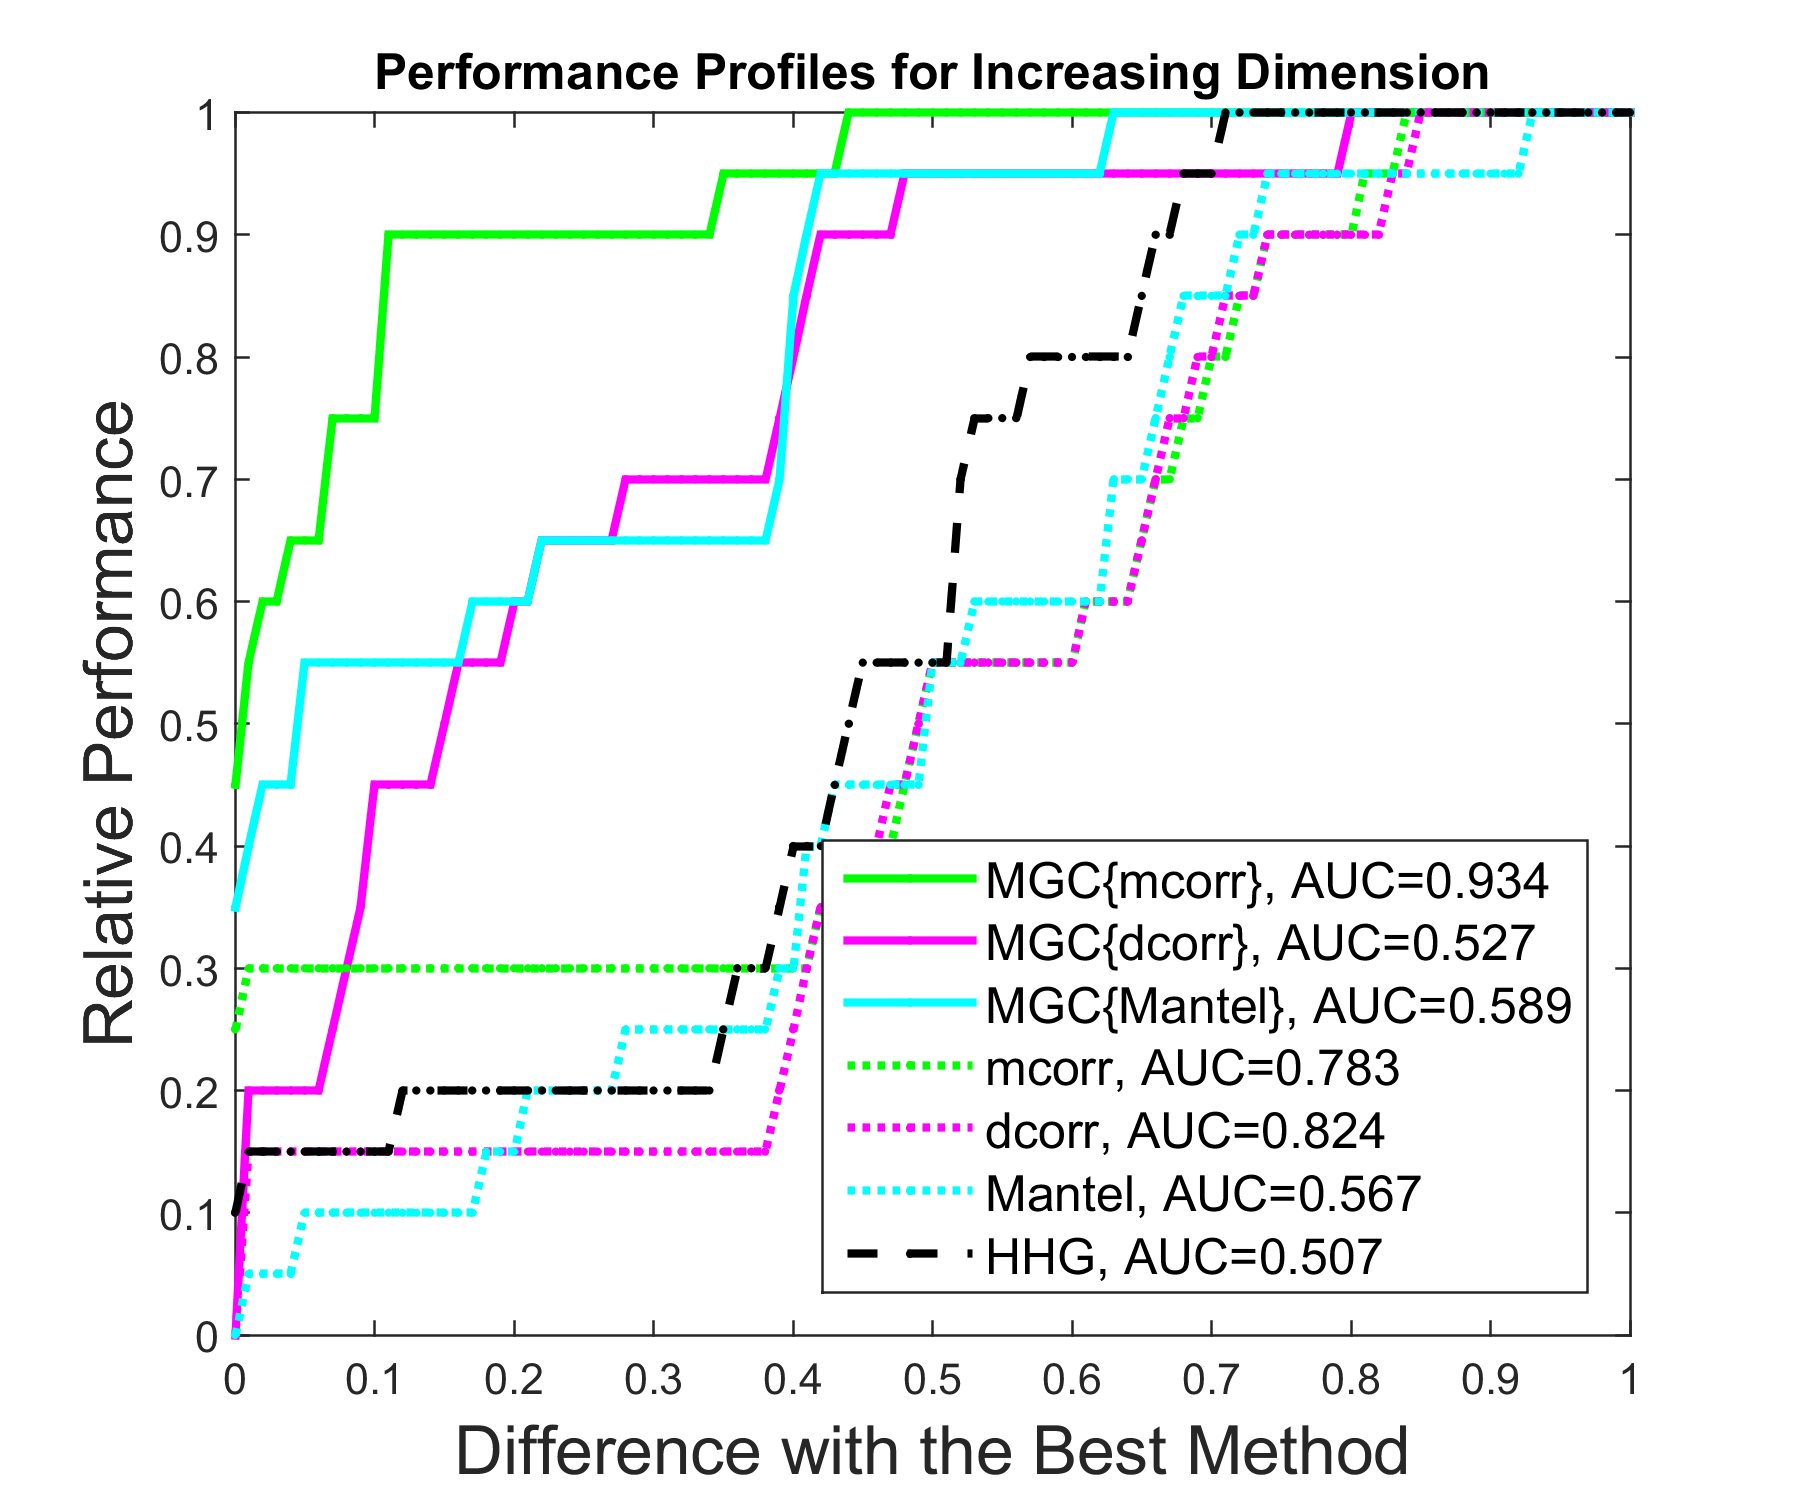 Performance Profiles for Increasing Dimension
1
0.9
0.8
0.7
0.6
0.5
0.4
0.3
0.2
0.1
0
Relative Performance
MGC{mcorr}, AUC=0.934
MGC{dcorr}, AUC=0.527
MGC{Mantel}, AUC=0.589
mcorr, AUC=0.783
dcorr, AUC=0.824
Mantel, AUC=0.567
HHG, AUC=0.507
0 0.1 0.2 0.3 0.4 0.5 0.6 0.7 0.8 0.9 1
Difference with the Best Method